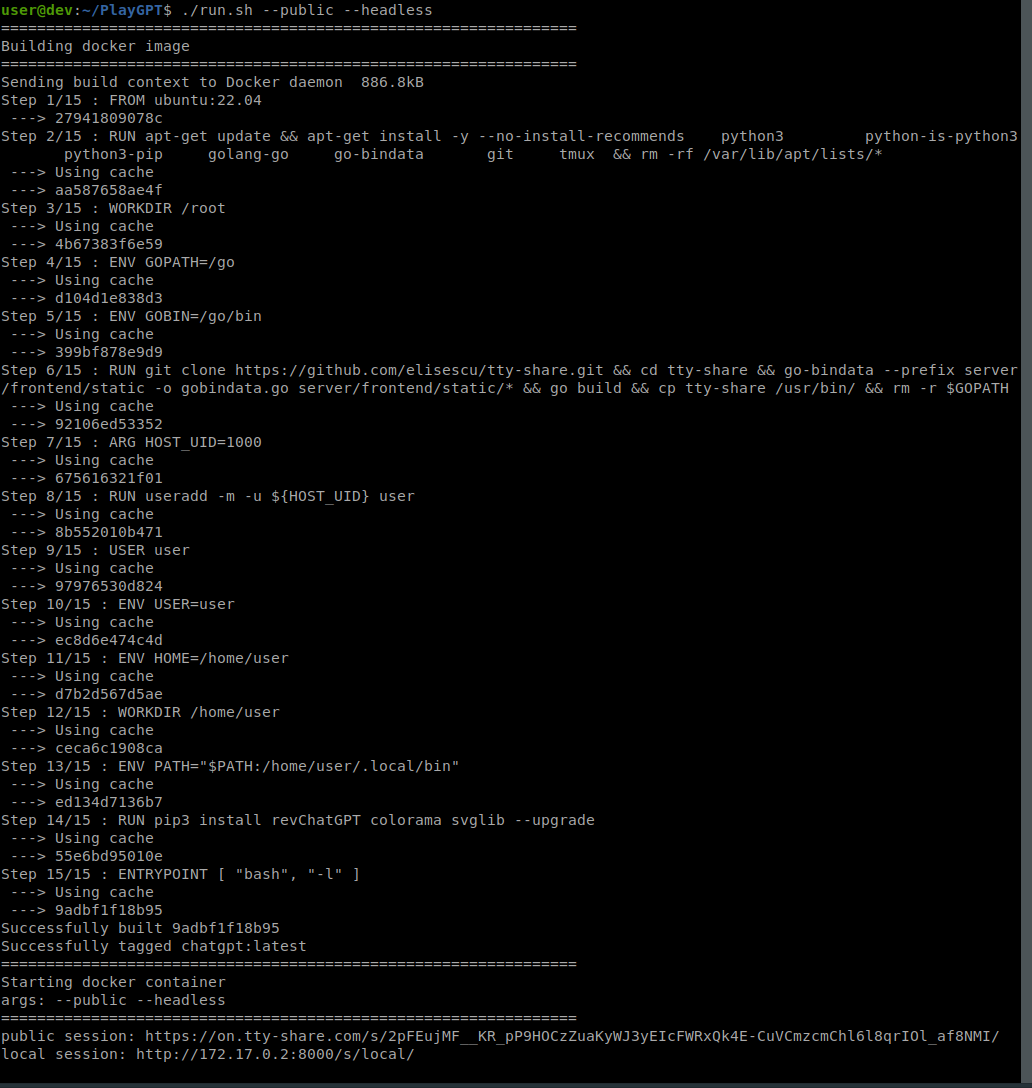 user@dev:~/PlayGPT$ ./run.sh --public --headless
================================================================
Building docker image
================================================================
Sending build context to Docker daemon  886.8kB
Step 1/15 : FROM ubuntu:22.04
 ---> 27941809078c
Step 2/15 : RUN apt-get update && apt-get install -y --no-install-recommends    python3         python-is-python3
       python3-pip     golang-go     go-bindata       git     tmux  && rm -rf /var/lib/apt/lists/*
 ---> Using cache
 ---> aa587658ae4f
Step 3/15 : WORKDIR /root
 ---> Using cache
 ---> 4b67383f6e59
Step 4/15 : ENV GOPATH=/go
 ---> Using cache
 ---> d104d1e838d3
Step 5/15 : ENV GOBIN=/go/bin
 ---> Using cache
 ---> 399bf878e9d9
Step 6/15 : RUN git clone https://github.com/elisescu/tty-share.git && cd tty-share && go-bindata --prefix server
/frontend/static -o gobindata.go server/frontend/static/* && go build && cp tty-share /usr/bin/ && rm -r $GOPATH
 ---> Using cache
 ---> 92106ed53352
Step 7/15 : ARG HOST_UID=1000
 ---> Using cache
 ---> 675616321f01
Step 8/15 : RUN useradd -m -u ${HOST_UID} user
 ---> Using cache
 ---> 8b552010b471
Step 9/15 : USER user
 ---> Using cache
 ---> 97976530d824
Step 10/15 : ENV USER=user
 ---> Using cache
 ---> ec8d6e474c4d
Step 11/15 : ENV HOME=/home/user
 ---> Using cache
 ---> d7b2d567d5ae
Step 12/15 : WORKDIR /home/user
 ---> Using cache
 ---> ceca6c1908ca
Step 13/15 : ENV PATH="$PATH:/home/user/.local/bin"
 ---> Using cache
 ---> ed134d7136b7
Step 14/15 : RUN pip3 install revChatGPT colorama svglib --upgrade
 ---> Using cache
 ---> 55e6bd95010e
Step 15/15 : ENTRYPOINT [ "bash", "-l" ]
 ---> Using cache
 ---> 9adbf1f18b95
Successfully built 9adbf1f18b95
Successfully tagged chatgpt:latest
================================================================
Starting docker container
args: --public --headless
================================================================
public session: https://on.tty-share.com/s/2pFEujMF__KR_pP9HOCzZuaKyWJ3yEIcFWRxQk4E-CuVCmzcmChl6l8qrIOl_af8NMI/
local session: http://172.17.0.2:8000/s/local/